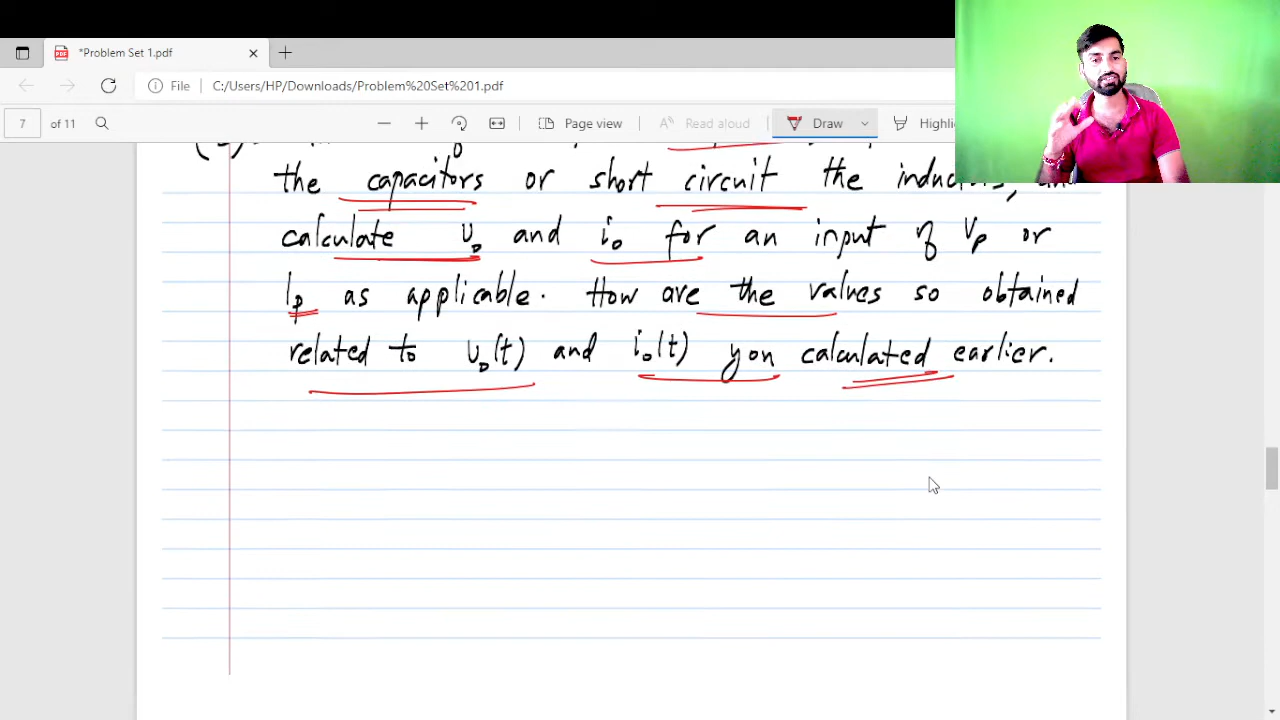 *Problem Set 1.pdf
File C:/Users/HP/Downloads/Problem%20Set%201.pdf
7 of 11 Page view Read aloud Draw
the capacitors or short circuit the
calculate υ₀ and i₀ for an input of Vp or
Ip as applicable. How are the values so obtained
related to υ₀(t) and i₀(t) you calculated earlier.